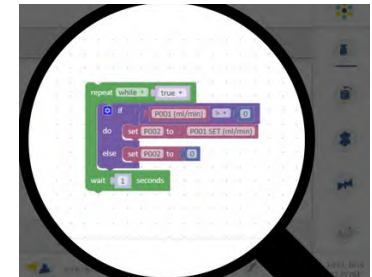 repeat while true
if P001 (ml/min) > 0
do set P002 to P001 SET (ml/min)
else set P002 to 0
wait 1 seconds